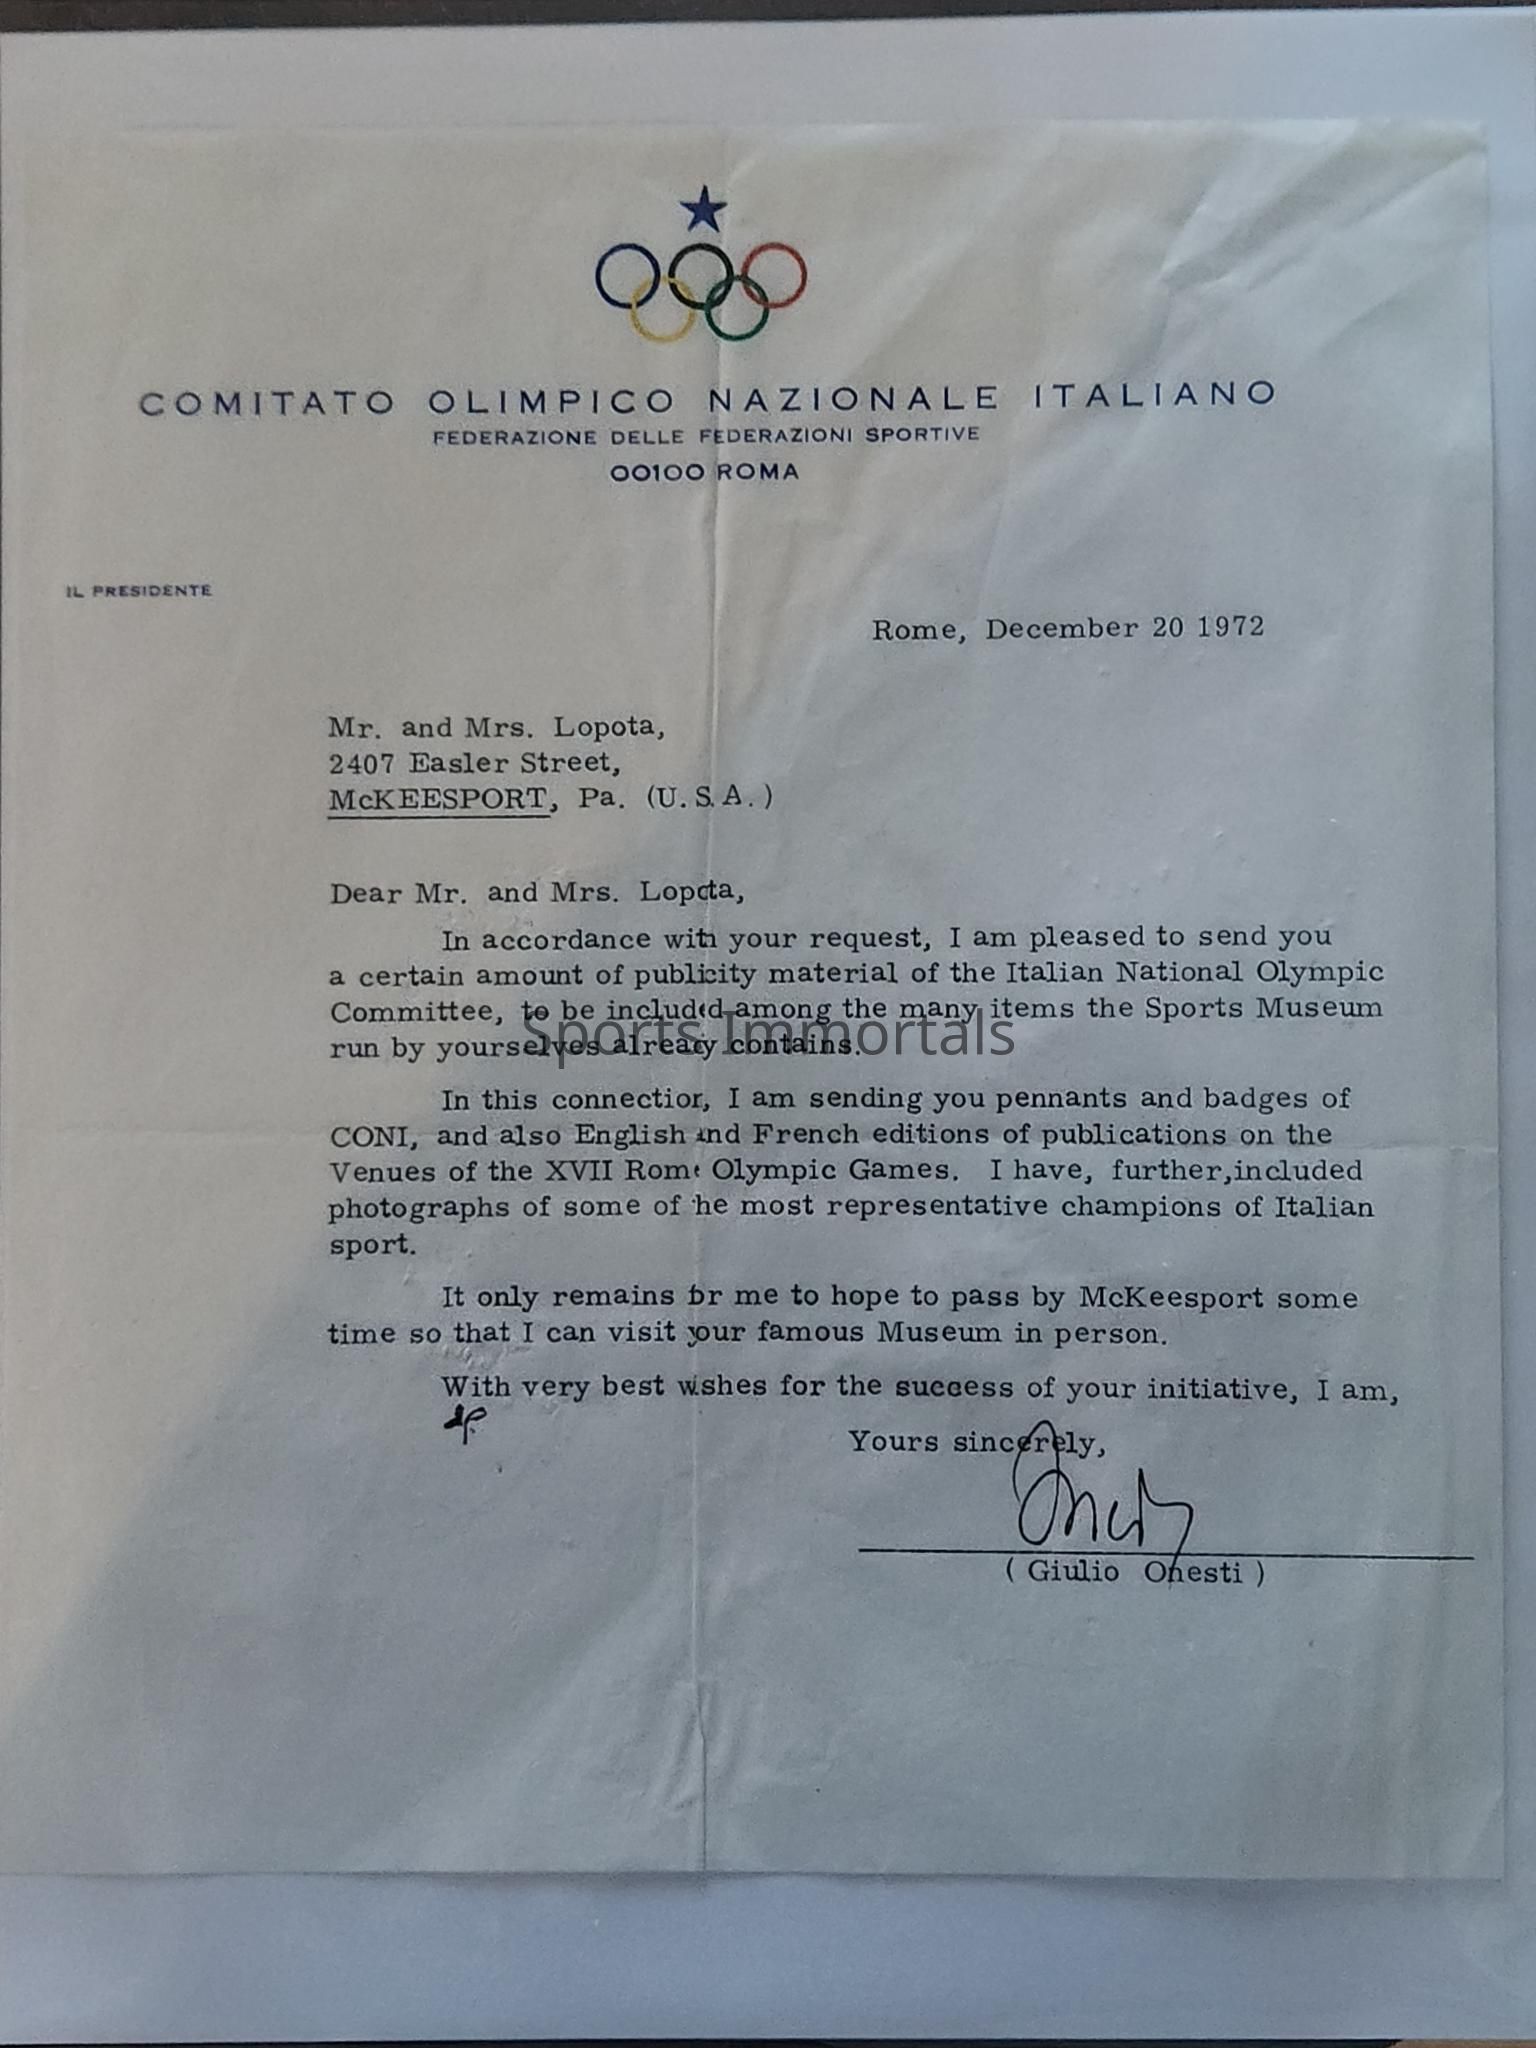 COMITATO OLIMPICO NAZIONALE ITALIANO
FEDERAZIONE DELLE FEDERAZIONI SPORTIVE
00100 ROMA
IL PRESIDENTE
Rome, December 20 1972
Mr. and Mrs. Lopota,
2407 Easler Street,
McKEESPORT, Pa. (U.S.A.)
Dear Mr. and Mrs. Lopota,
In accordance with your request, I am pleased to send you
a certain amount of publicity material of the Italian National Olympic
Committee, to be included among the many items the Sports Museum
run by yourselves already contains.
Sports Immortals
In this connection, I am sending you pennants and badges of
CONI, and also English and French editions of publications on the
Venues of the XVII Rome Olympic Games. I have, further,included
photographs of some of the most representative champions of Italian
sport.
It only remains for me to hope to pass by McKeesport some
time so that I can visit your famous Museum in person.
With very best wishes for the success of your initiative, I am,
Yours sincerely,
Onesti
( Giulio Onesti )